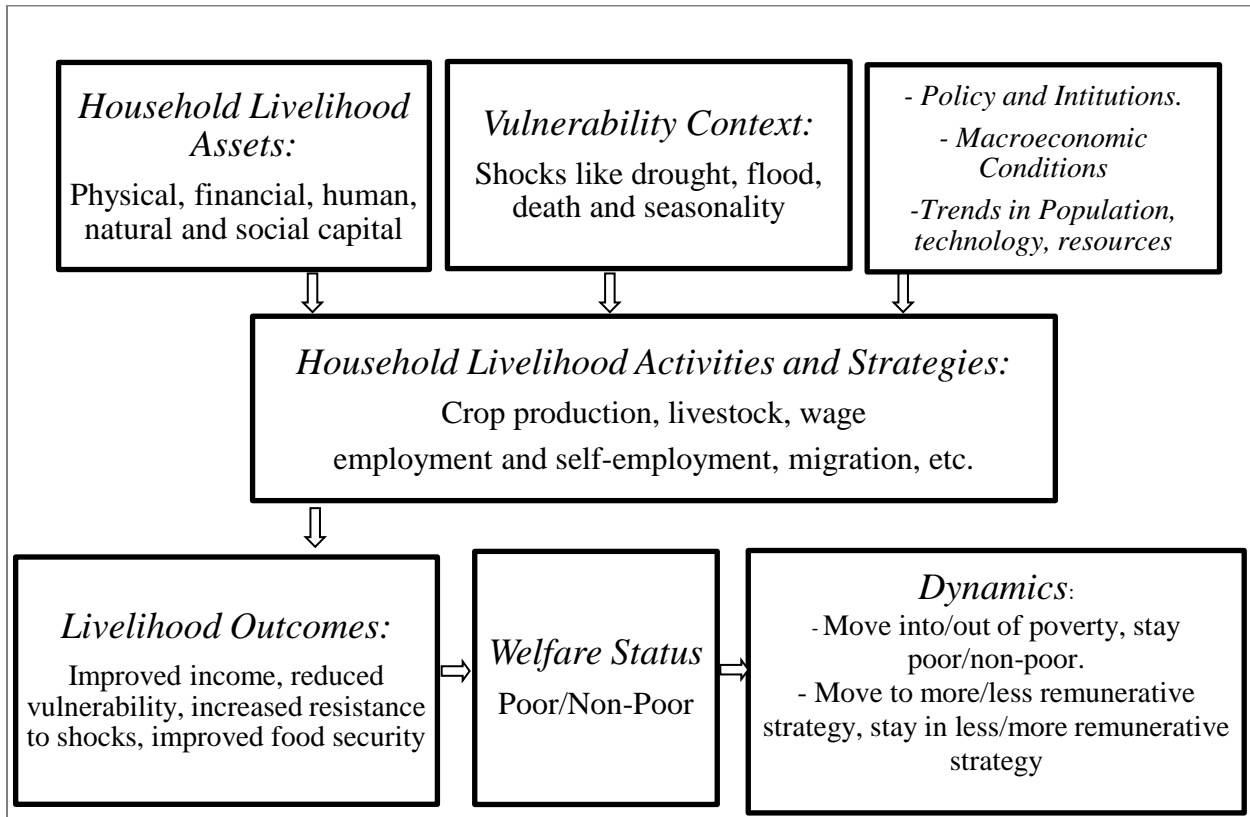 Household Livelihood
Assets:
Physical, financial, human,
natural and social capital
Vulnerability Context:
Shocks like drought, flood,
death and seasonality
- Policy and Intitutions.
- Macroeconomic
Conditions
-Trends in Population,
technology, resources
Household Livelihood Activities and Strategies:
Crop production, livestock, wage
employment and self-employment, migration, etc.
Livelihood Outcomes:
Improved income, reduced
vulnerability, increased resistance
to shocks, improved food security
Welfare Status
Poor/Non-Poor
Dynamics:
- Move into/out of poverty, stay
poor/non-poor.
- Move to more/less remunerative
strategy, stay in less/more remunerative
strategy